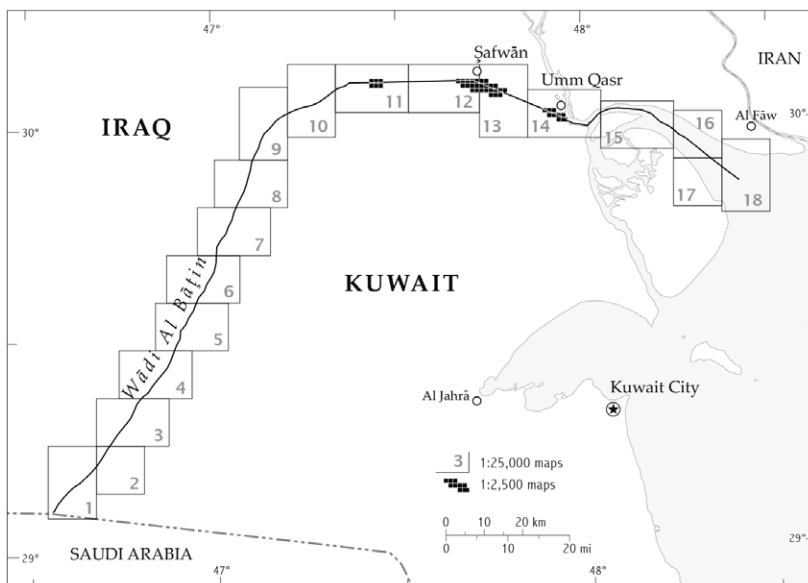 47°
48°
Ṣafwān
IRAN
Umm Qasr
30°
IRAQ
Al Fāw
30°
11
12
10
13
14
15
16
9
17
18
8
7
KUWAIT
6
Wādi Al Bāṭin
5
4
Al Jahrā
Kuwait City
3
3 1:25,000 maps
2
1:2,500 maps
1
0 10 20 km
0 10 20 mi
29°
SAUDI ARABIA
29°
47°
48°